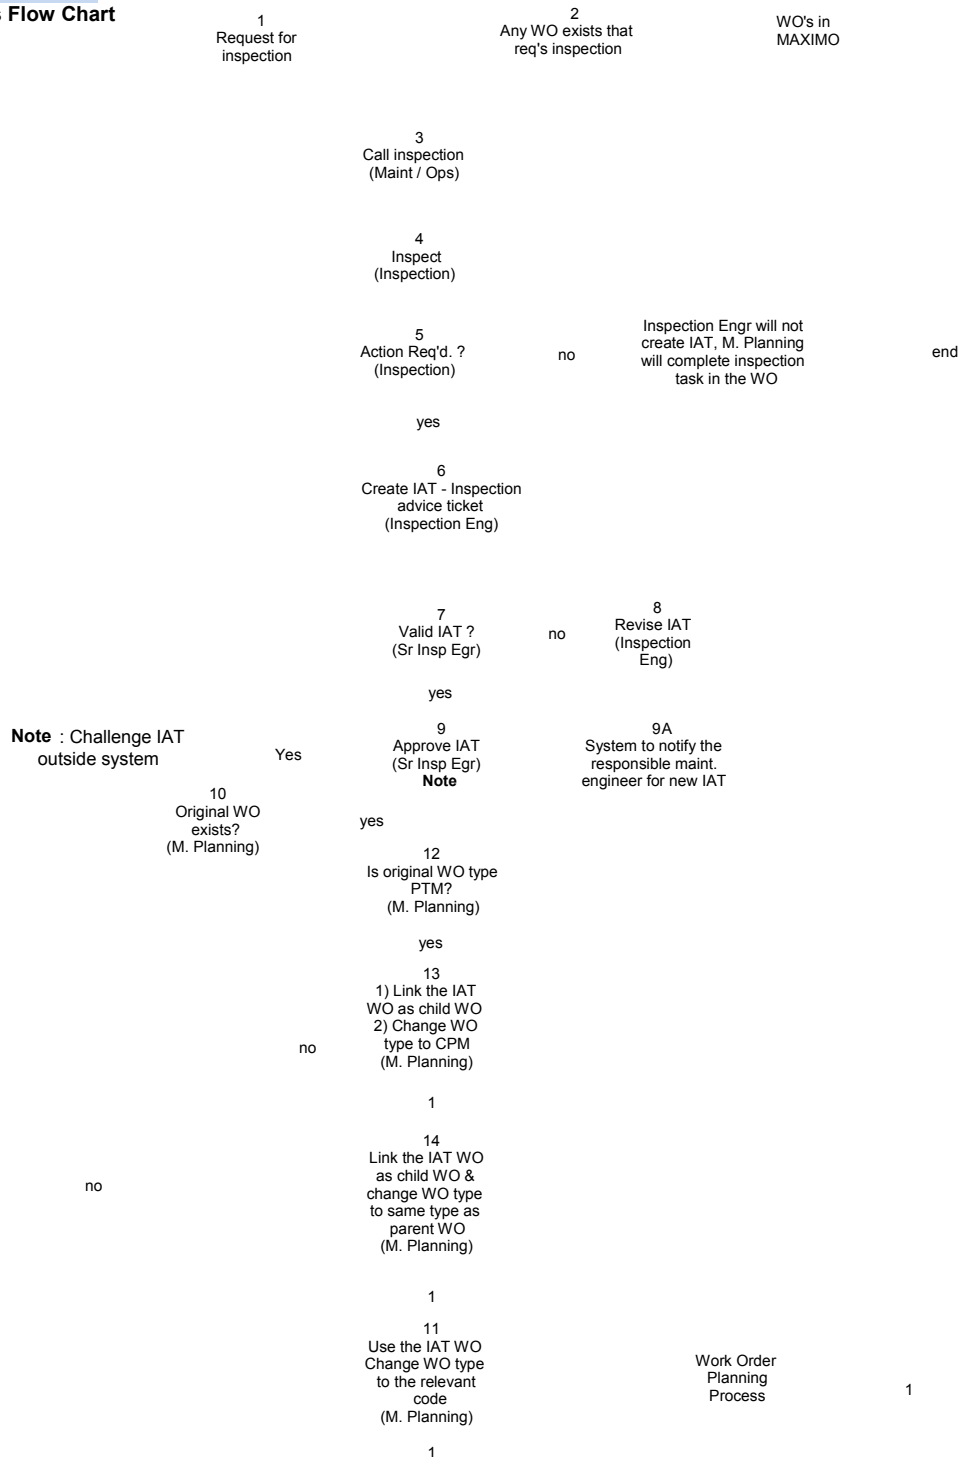 s Flow Chart
1
Request for
inspection
2
Any WO exists that
req's inspection
WO's in
MAXIMO
3
Call inspection
(Maint / Ops)
4
Inspect
(Inspection)
5
Action Req'd. ?
(Inspection)
no
Inspection Engr will not
create IAT, M. Planning
will complete inspection
task in the WO
end
yes
6
Create IAT - Inspection
advice ticket
(Inspection Eng)
7
Valid IAT ?
(Sr Insp Egr)
no
8
Revise IAT
(Inspection
Eng)
yes
Note : Challenge IAT
outside system
Yes
9
Approve IAT
(Sr Insp Egr)
Note
9A
System to notify the
responsible maint.
engineer for new IAT
10
Original WO
exists?
(M. Planning)
yes
12
Is original WO type
PTM?
(M. Planning)
yes
13
1) Link the IAT
WO as child WO
2) Change WO
type to CPM
(M. Planning)
no
1
14
Link the IAT WO
as child WO &
change WO type
to same type as
parent WO
(M. Planning)
no
1
11
Use the IAT WO
Change WO type
to the relevant
code
(M. Planning)
Work Order
Planning
Process
1
1